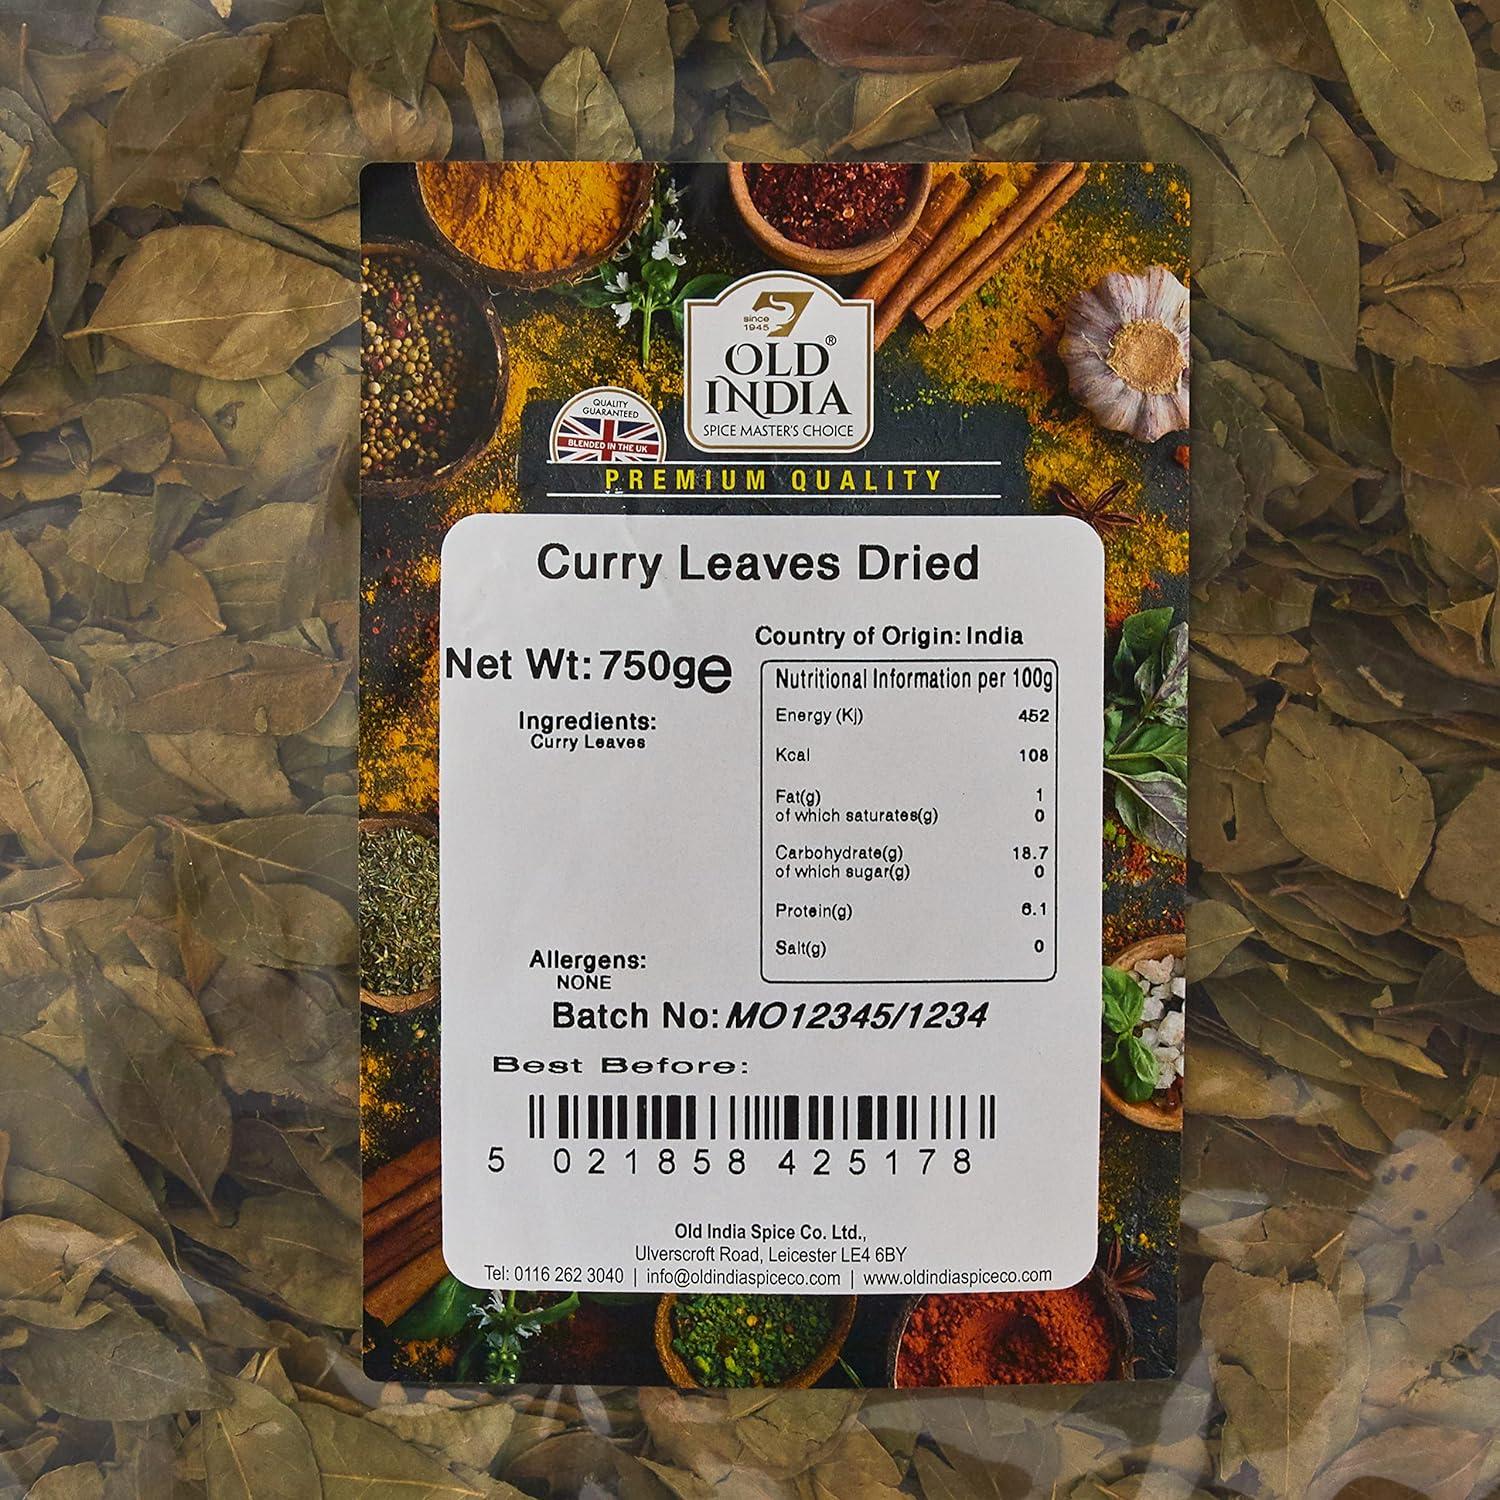 since
1945
OLD®
INDIA
SPICE MASTER'S CHOICE
QUALITY
GUARANTEED
BLENDED IN THE UK
PREMIUM QUALITY
Curry Leaves Dried
Country of Origin: India
Net Wt: 750g℮
Nutritional Information per 100g
Energy (Kj) 452
Kcal 108
Fat(g) 1
of which saturates(g) 0
Carbohydrate(g) 18.7
of which sugar(g) 0
Protein(g) 6.1
Salt(g) 0
Ingredients:
Curry Leaves
Allergens:
NONE
Batch No: MO12345/1234
Best Before:
5 021858 425178
Old India Spice Co. Ltd.,
Ulverscroft Road, Leicester LE4 6BY
Tel: 0116 262 3040 | info@oldindiaspiceco.com | www.oldindiaspiceco.com